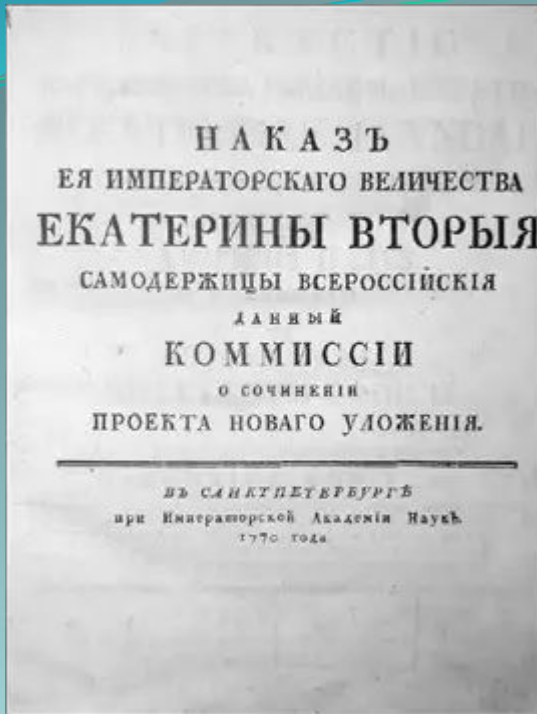 НАКАЗЪ
ЕЯ ИМПЕРАТОРСКАГО ВЕЛИЧЕСТВА
ЕКАТЕРИНЫ ВТОРЫЯ
САМОДЕРЖИЦЫ ВСЕРОССІЙСКІЯ
ДАННЫЙ
КОММИССІИ
О СОЧИНЕНІИ
ПРОЕКТА НОВАГО УЛОЖЕНІЯ.
ВЪ САНКТПЕТЕРБУРГѢ
при Императорской Академіи Наукъ
1770 года